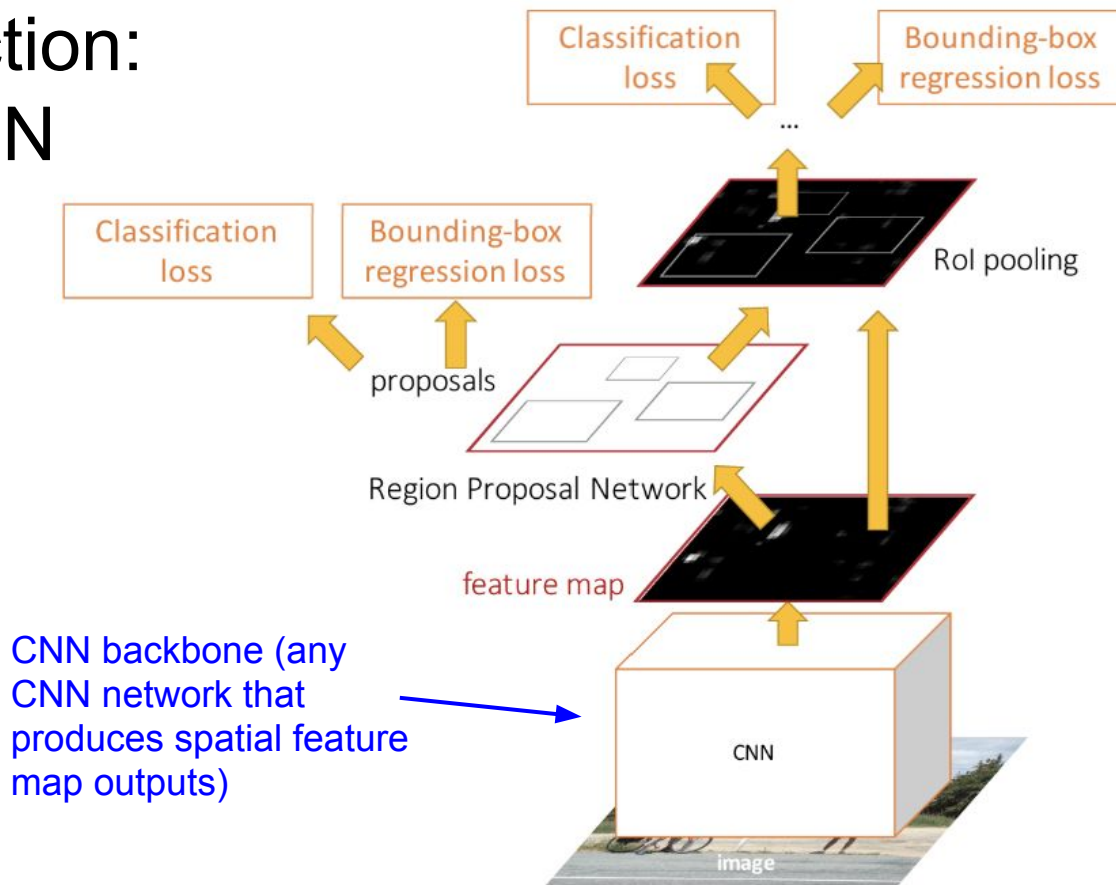 ction:
N
Classification
loss
Bounding-box
regression loss
...
Classification
loss
Bounding-box
regression loss
RoI pooling
proposals
Region Proposal Network
feature map
CNN backbone (any
CNN network that
produces spatial feature
map outputs)
CNN
image